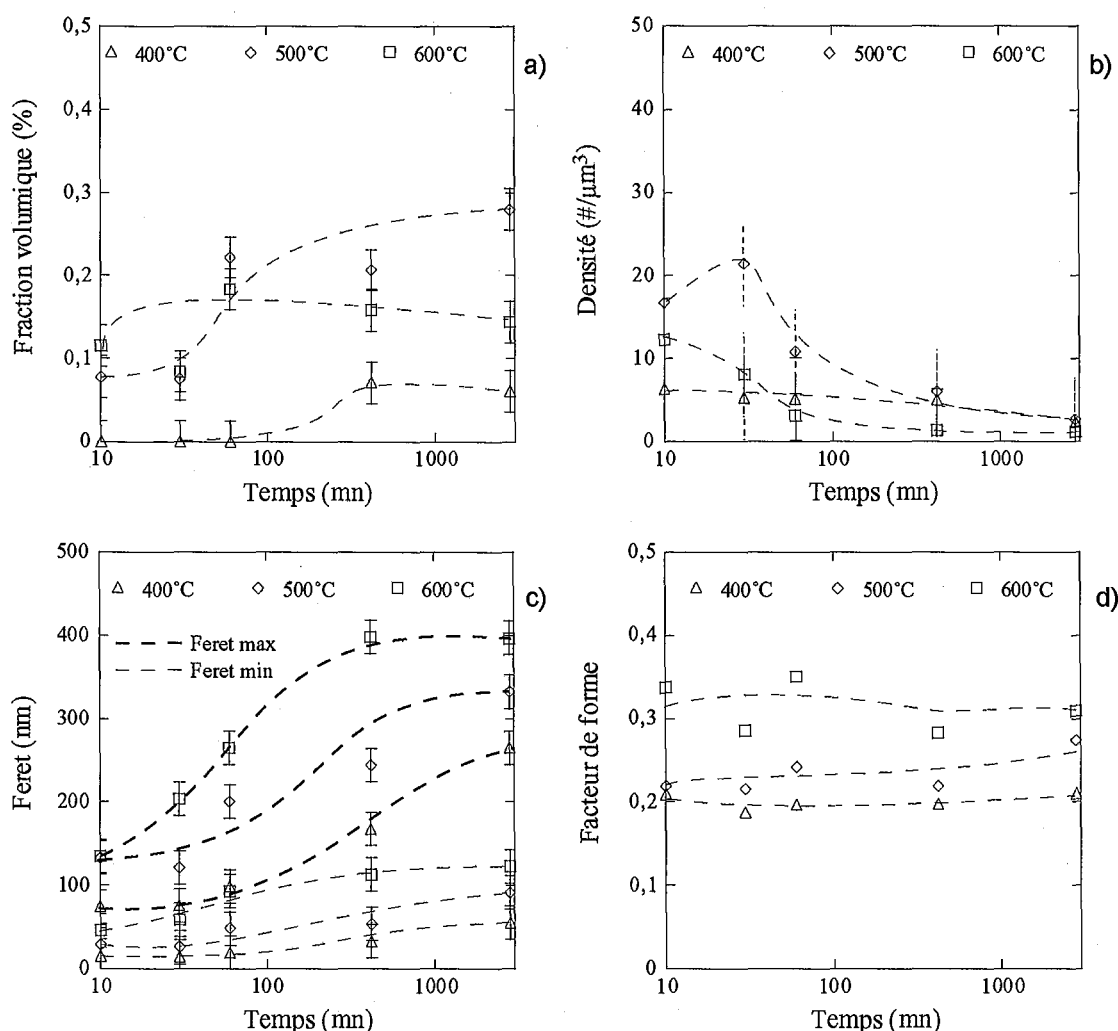 0,5
400°C 500°C 600°C
a)
0,4
0,3
0,2
0,1
0
Fraction volumique (%)
10 100 1000
Temps (mn)
50
400°C 500°C 600°C
b)
40
30
20
10
0
Densité (#/µm³)
10 100 1000
Temps (mn)
500
400°C 500°C 600°C
c)
400
Feret max
Feret min
300
200
100
0
Feret (nm)
10 100 1000
Temps (mn)
0,5
400°C 500°C 600°C
d)
0,4
0,3
0,2
0,1
0
Facteur de forme
10 100 1000
Temps (mn)